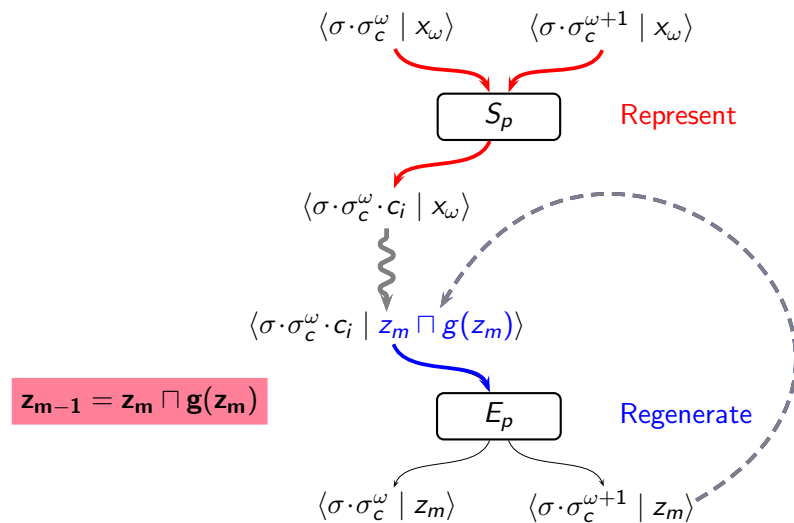 ⟨σ·σ_c^ω | x_ω⟩ ⟨σ·σ_c^{ω+1} | x_ω⟩
S_p Represent
⟨σ·σ_c^ω·c_i | x_ω⟩
⟨σ·σ_c^ω·c_i | z_m ⊓ g(z_m)⟩
z_{m−1} = z_m ⊓ g(z_m)
E_p Regenerate
⟨σ·σ_c^ω | z_m⟩ ⟨σ·σ_c^{ω+1} | z_m⟩